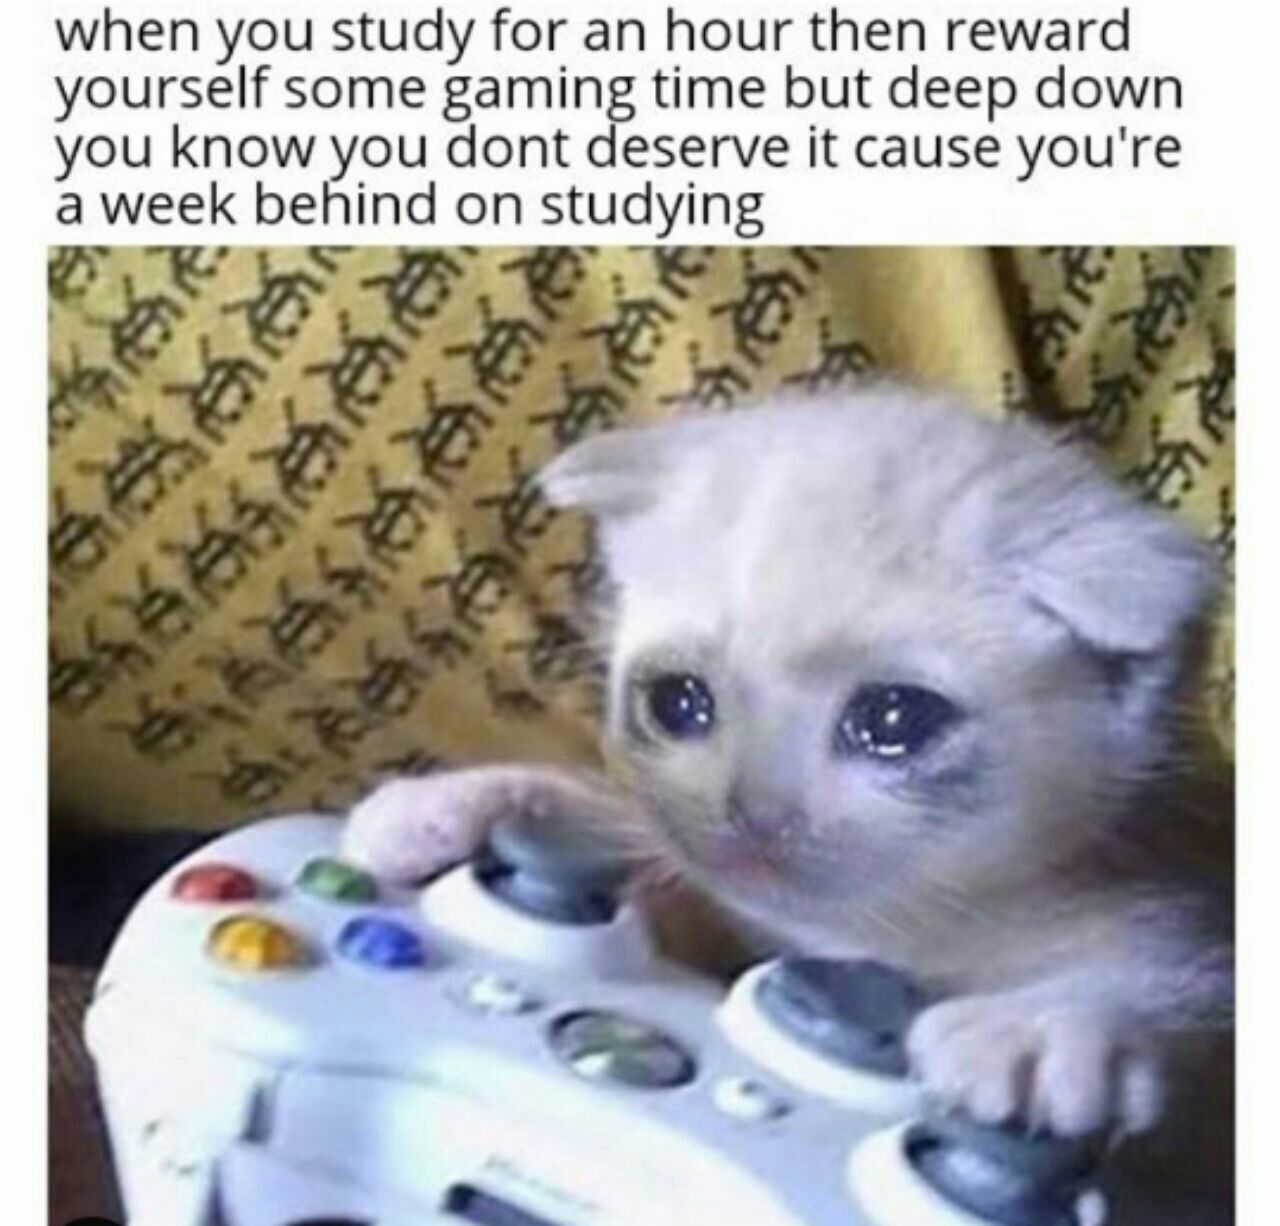 when you study for an hour then reward
yourself some gaming time but deep down
you know you dont deserve it cause you're
a week behind on studying